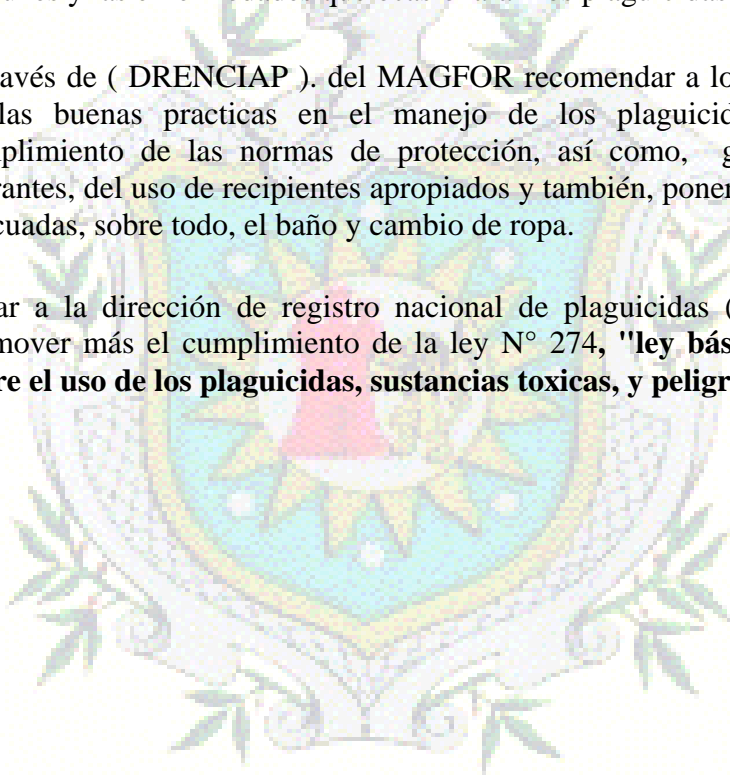 través de ( DRENCIAP ). del MAGFOR recomendar a lo
las buenas practicas en el manejo de los plaguicid
plimiento de las normas de protección, así como, g
rantes, del uso de recipientes apropiados y también, poner
cuadas, sobre todo, el baño y cambio de ropa.
ar a la dirección de registro nacional de plaguicidas (
mover más el cumplimiento de la ley N° 274, "ley bás
re el uso de los plaguicidas, sustancias toxicas, y peligr